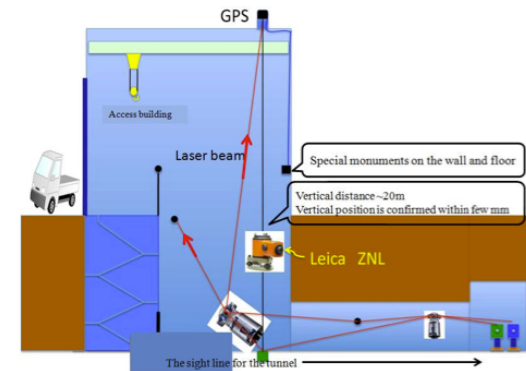 GPS
Access building
Laser beam
Special monuments on the wall and floor
Vertical distance ~20m
Vertical position is confirmed within few mm
Leica ZNL
The sight line for the tunnel